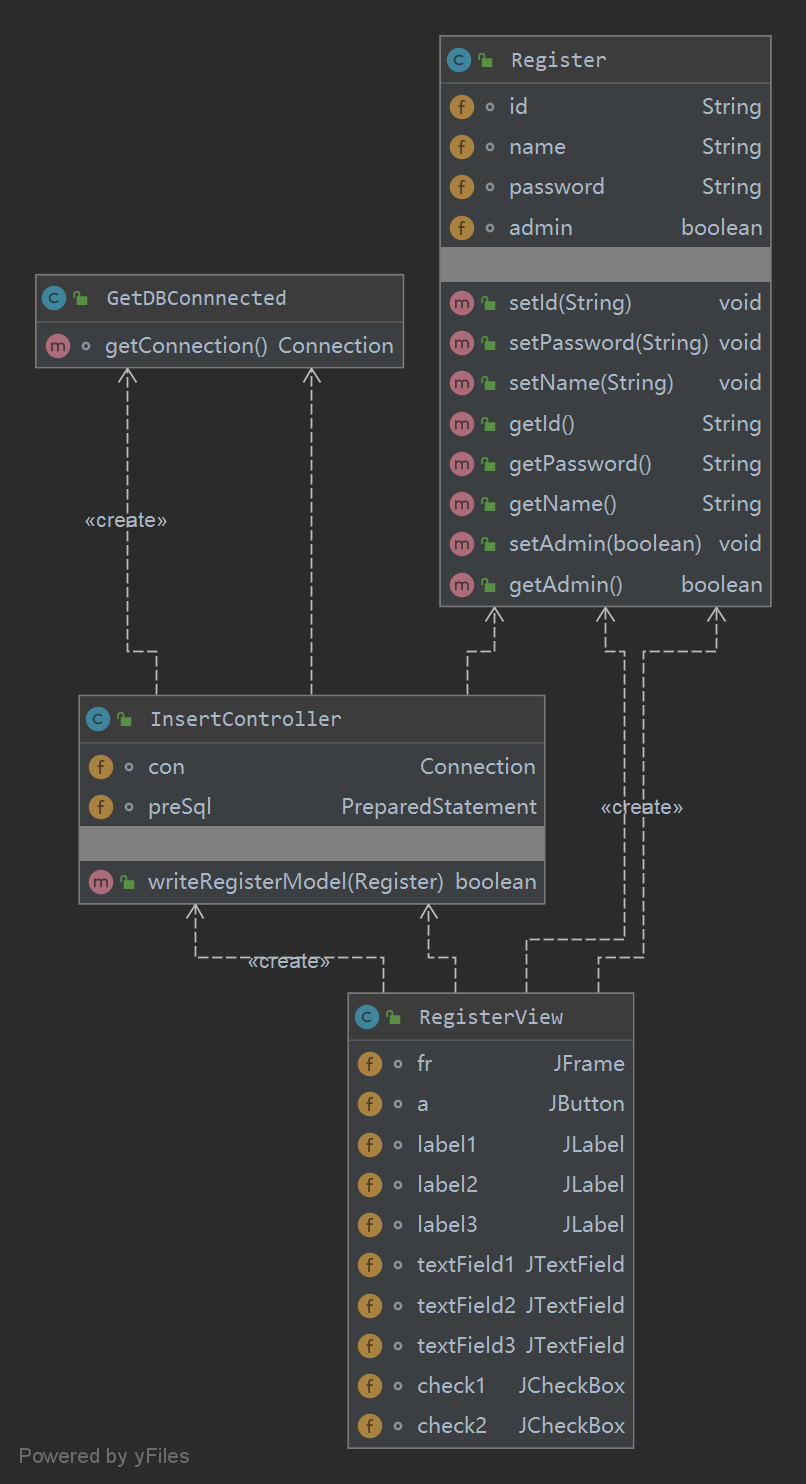 Register
id String
name String
password String
admin boolean
setId(String) void
setPassword(String) void
setName(String) void
getId() String
getPassword() String
getName() String
setAdmin(boolean) void
getAdmin() boolean
GetDBConnnected
getConnection() Connection
«create»
InsertController
con Connection
preSql PreparedStatement
writeRegisterModel(Register) boolean
«create»
«create»
RegisterView
fr JFrame
a JButton
label1 JLabel
label2 JLabel
label3 JLabel
textField1 JTextField
textField2 JTextField
textField3 JTextField
check1 JCheckBox
check2 JCheckBox
Powered by yFiles